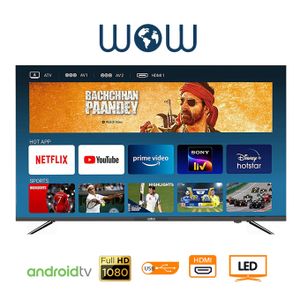 WOW
ATV
AV1
AV2
HDMI 1
BACHCHHAN
PAANDEY
HOT APP
NETFLIX
YouTube
prime video
SONY
liv
Disney+
hotstar
SPORTS
HIGHLIGHTS
androidtv
Full HD
1080
USB
HDMI
LED